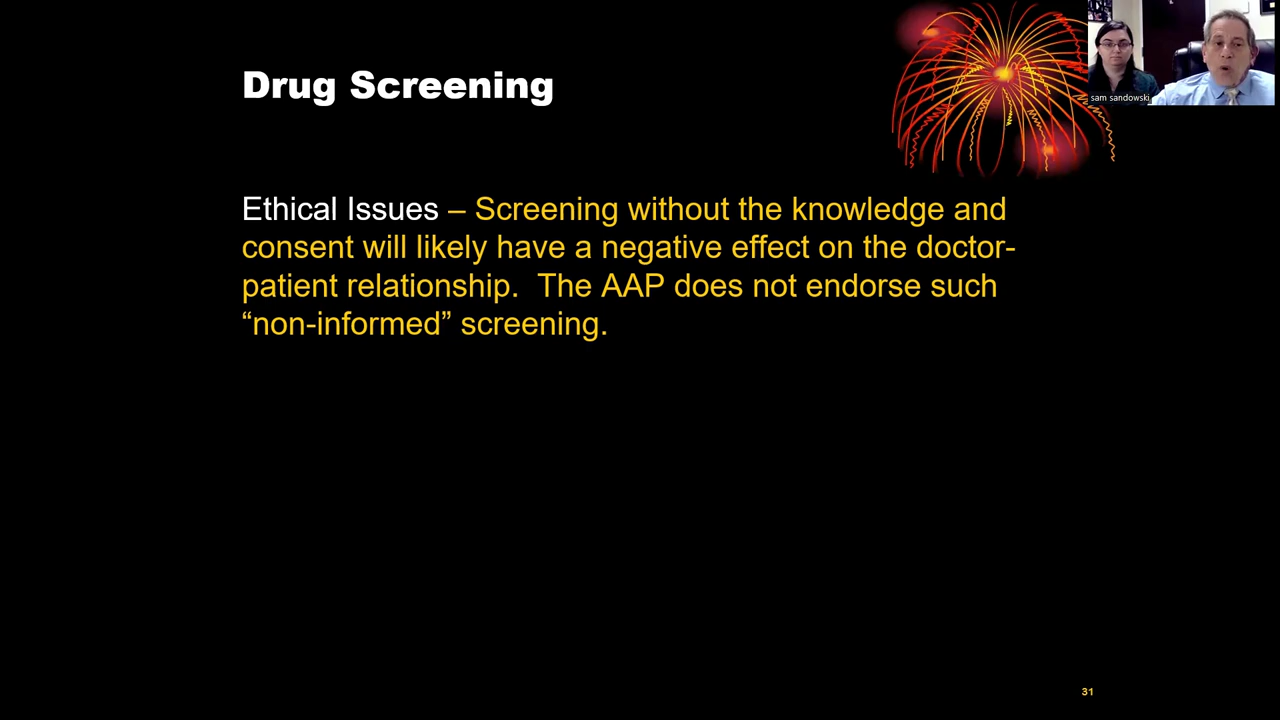 Drug Screening
sam sandowski
Ethical Issues – Screening without the knowledge and
consent will likely have a negative effect on the doctor-
patient relationship.  The AAP does not endorse such
“non-informed” screening.
31